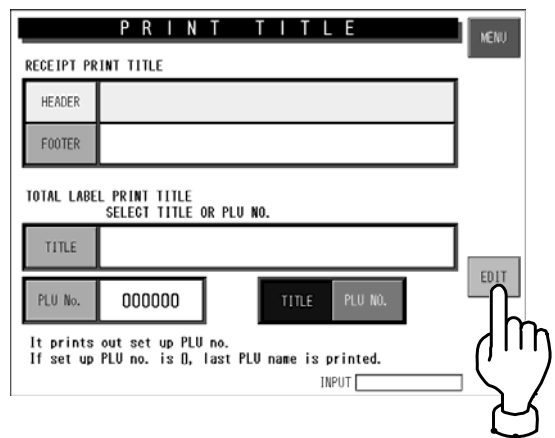 PRINT TITLE
MENU
RECEIPT PRINT TITLE
HEADER
FOOTER
TOTAL LABEL PRINT TITLE
SELECT TITLE OR PLU NO.
TITLE
EDIT
PLU No. 000000 TITLE PLU NO.
It prints out set up PLU no.
If set up PLU no. is 0, last PLU name is printed.
INPUT